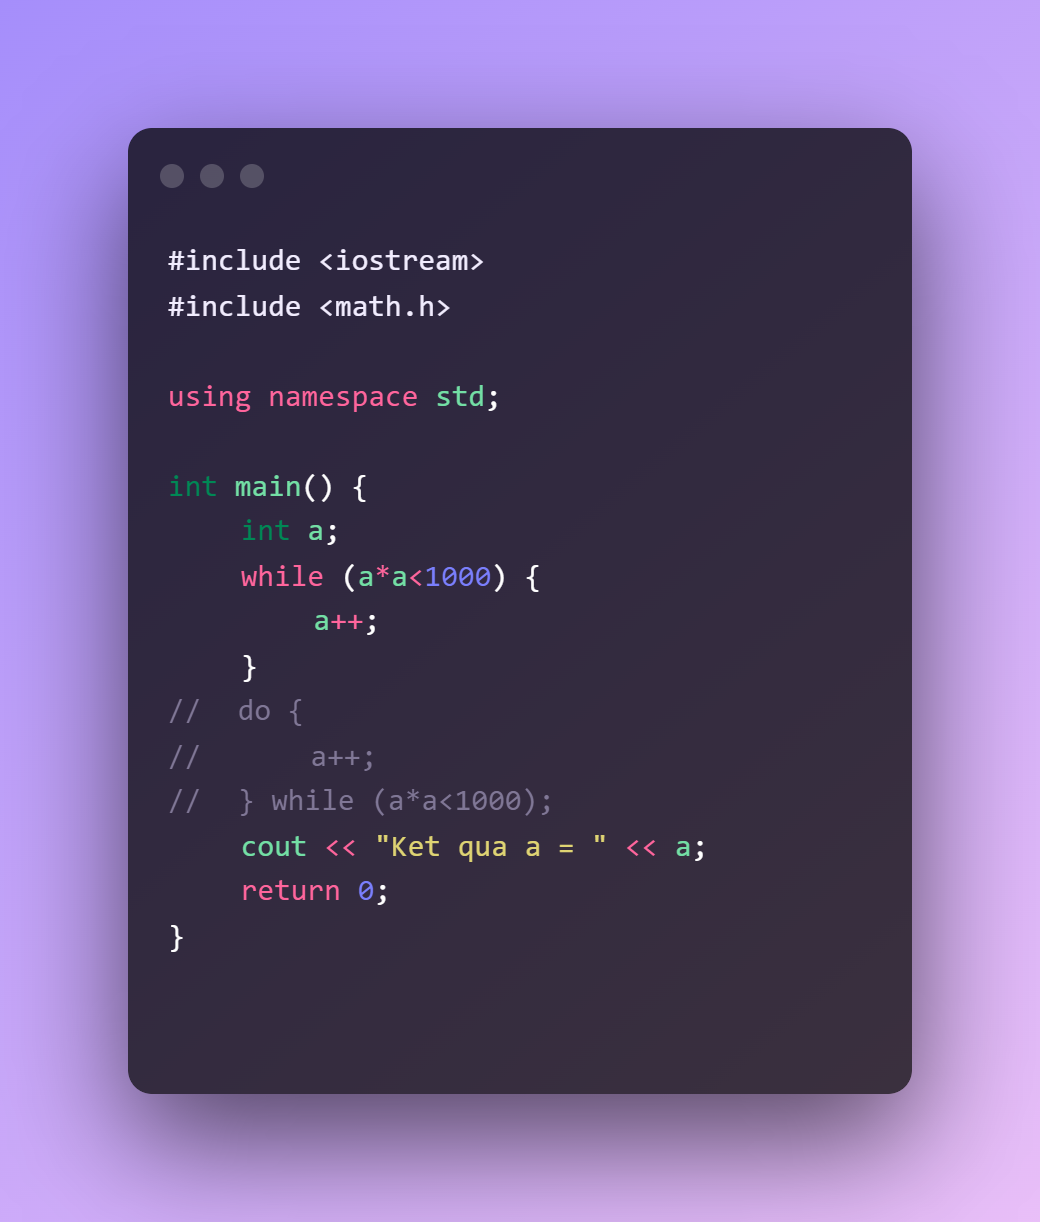 #include <iostream>
#include <math.h>
using namespace std;
int main() {
    int a;
    while (a*a<1000) {
        a++;
    }
//  do {
//      a++;
//  } while (a*a<1000);
    cout << "Ket qua a = " << a;
    return 0;
}